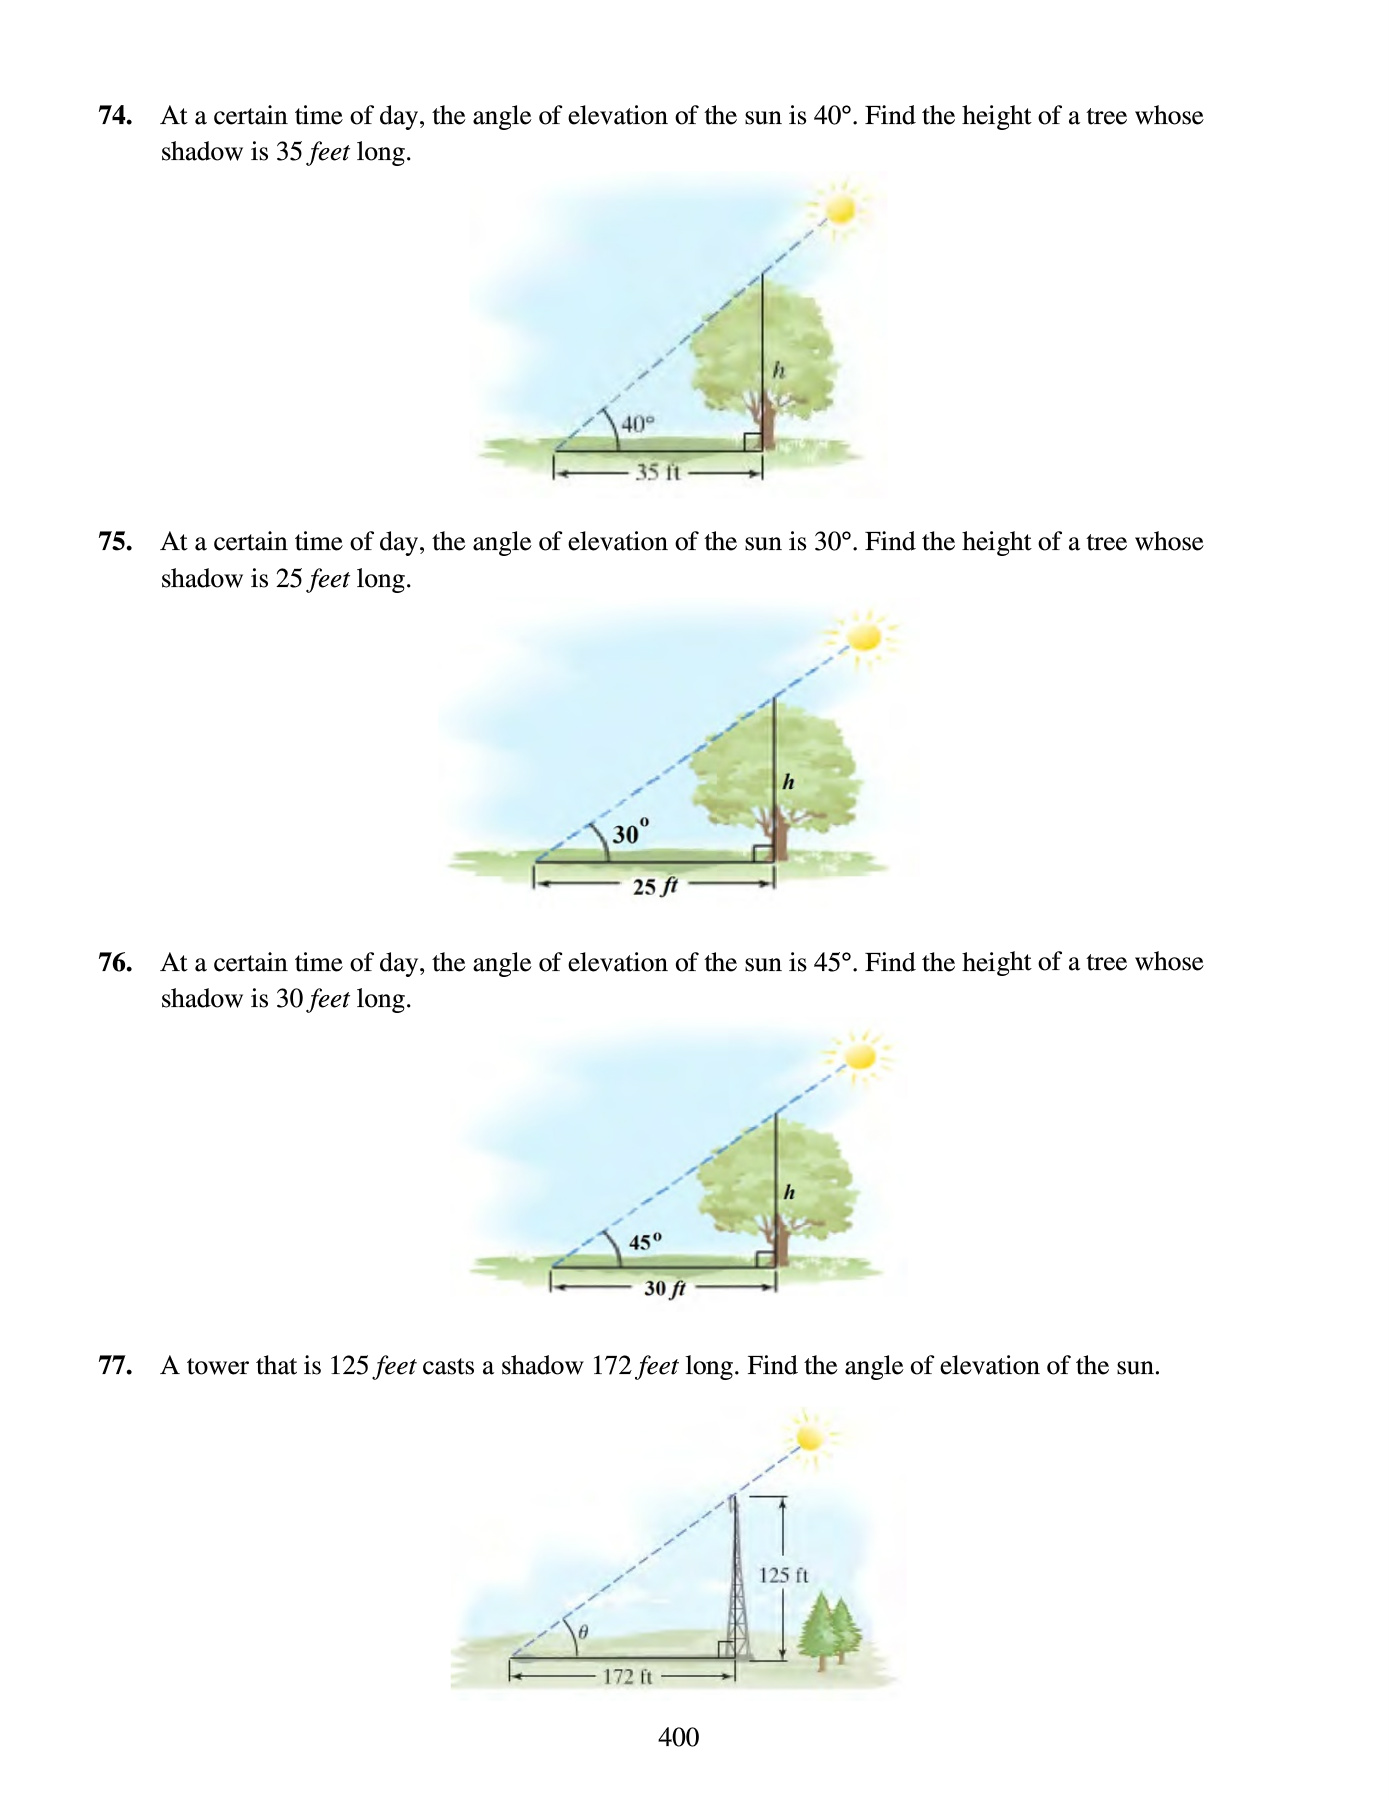 74. At a certain time of day, the angle of elevation of the sun is 40°. Find the height of a tree whose
shadow is 35 feet long.
h
40°
35 ft
75. At a certain time of day, the angle of elevation of the sun is 30°. Find the height of a tree whose
shadow is 25 feet long.
h
30°
25 ft
76. At a certain time of day, the angle of elevation of the sun is 45°. Find the height of a tree whose
shadow is 30 feet long.
h
45°
30 ft
77. A tower that is 125 feet casts a shadow 172 feet long. Find the angle of elevation of the sun.
125 ft
θ
172 ft
400